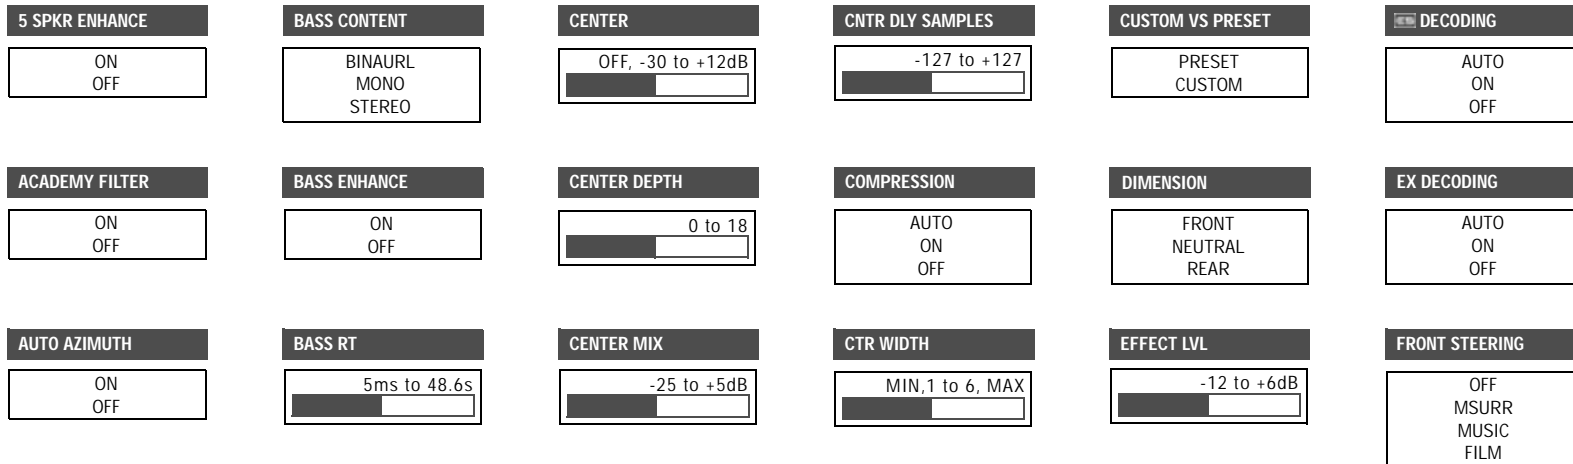 5 SPKR ENHANCE
ON
OFF
BASS CONTENT
BINAURL
MONO
STEREO
CENTER
OFF, -30 to +12dB
CNTR DLY SAMPLES
-127 to +127
CUSTOM VS PRESET
PRESET
CUSTOM
DECODING
AUTO
ON
OFF
ACADEMY FILTER
ON
OFF
BASS ENHANCE
ON
OFF
CENTER DEPTH
0 to 18
COMPRESSION
AUTO
ON
OFF
DIMENSION
FRONT
NEUTRAL
REAR
EX DECODING
AUTO
ON
OFF
AUTO AZIMUTH
ON
OFF
BASS RT
5ms to 48.6s
CENTER MIX
-25 to +5dB
CTR WIDTH
MIN,1 to 6, MAX
EFFECT LVL
-12 to +6dB
FRONT STEERING
OFF
MSURR
MUSIC
FILM